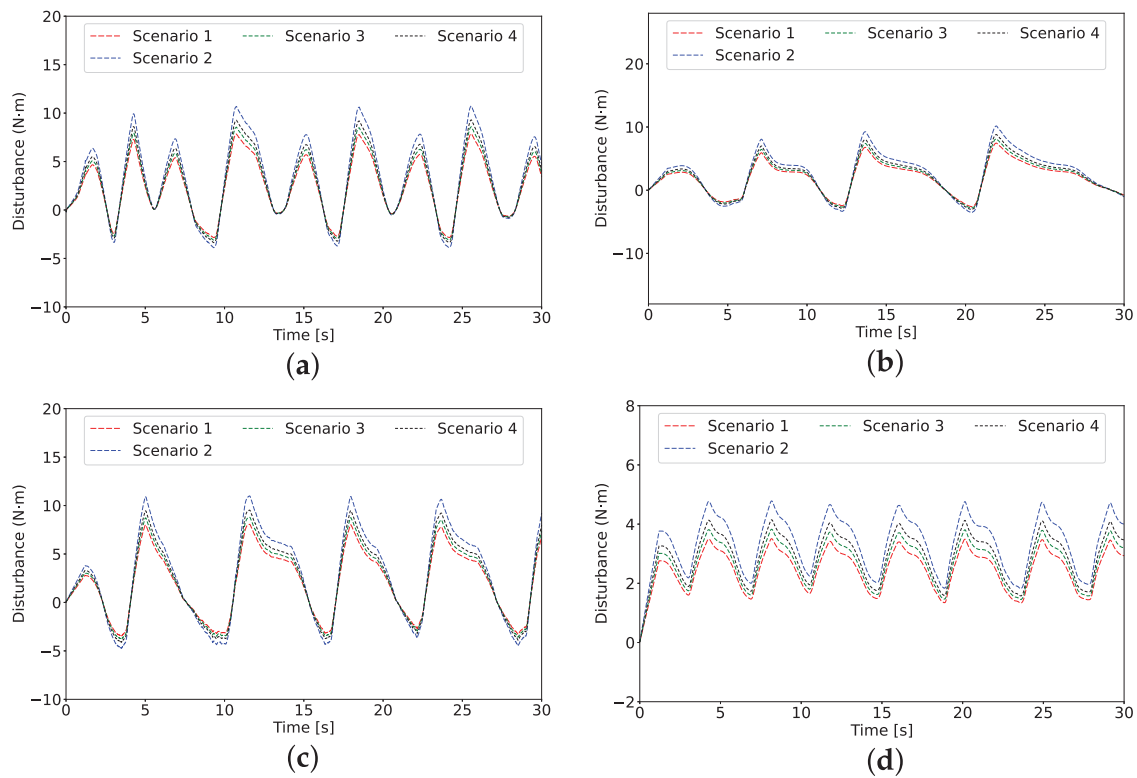 20
15
10
5
0
−5
−10
Disturbance (N·m)
Scenario 1
Scenario 2
Scenario 3
Scenario 4
0 5 10 15 20 25 30
Time [s]
(a)
20
10
0
−10
Disturbance (N·m)
Scenario 1
Scenario 2
Scenario 3
Scenario 4
0 5 10 15 20 25 30
Time [s]
(b)
20
15
10
5
0
−5
−10
Disturbance (N·m)
Scenario 1
Scenario 2
Scenario 3
Scenario 4
0 5 10 15 20 25 30
Time [s]
(c)
8
6
4
2
0
−2
Disturbance (N·m)
Scenario 1
Scenario 2
Scenario 3
Scenario 4
0 5 10 15 20 25 30
Time [s]
(d)